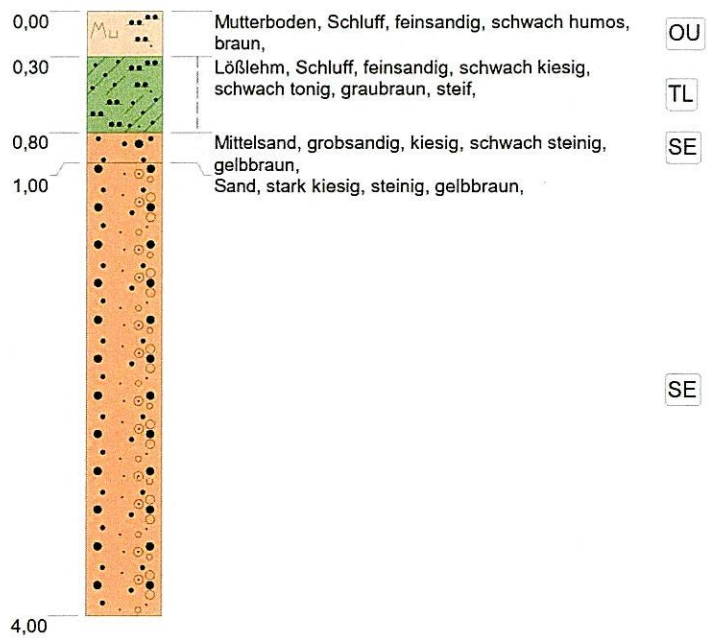 0,00
Mu
Mutterboden, Schluff, feinsandig, schwach humos,
braun,
OU
0,30
Lößlehm, Schluff, feinsandig, schwach kiesig,
schwach tonig, graubraun, steif,
TL
0,80
Mittelsand, grobsandig, kiesig, schwach steinig,
gelbbraun,
SE
1,00
Sand, stark kiesig, steinig, gelbbraun,
SE
4,00